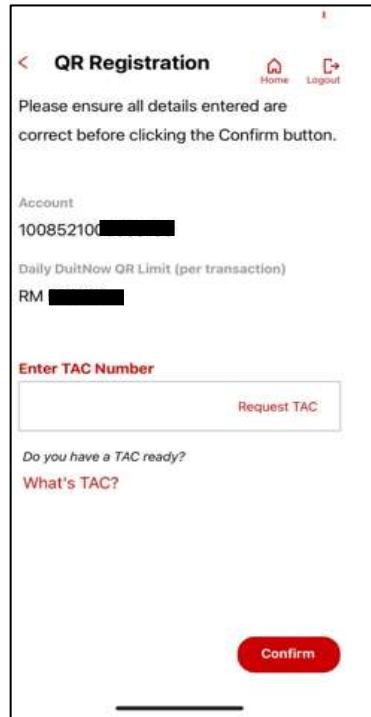 QR Registration
Home Logout
Please ensure all details entered are
correct before clicking the Confirm button.
Account
100852100
Daily DuitNow QR Limit (per transaction)
RM
Enter TAC Number
Request TAC
Do you have a TAC ready?
What's TAC?
Confirm